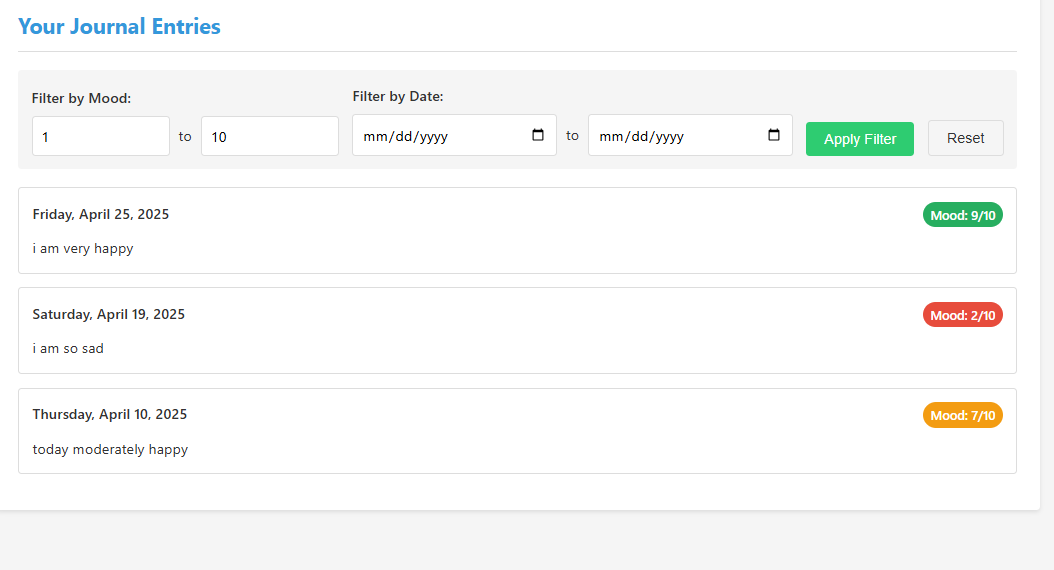 Your Journal Entries
Filter by Mood:
Filter by Date:
1 to 10 mm/dd/yyyy to mm/dd/yyyy Apply Filter Reset
Friday, April 25, 2025 Mood: 9/10
i am very happy
Saturday, April 19, 2025 Mood: 2/10
i am so sad
Thursday, April 10, 2025 Mood: 7/10
today moderately happy